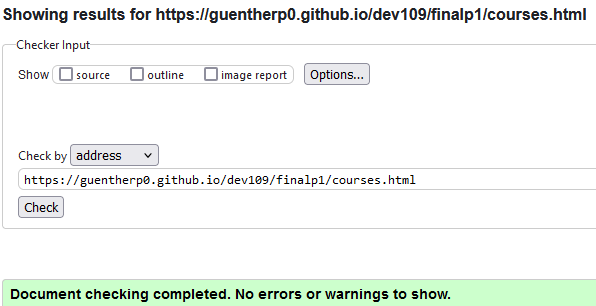 Showing results for https://guentherp0.github.io/dev109/finalp1/courses.html
Checker Input
Show source outline image report Options...
Check by address
https://guentherp0.github.io/dev109/finalp1/courses.html
Check
Document checking completed. No errors or warnings to show.